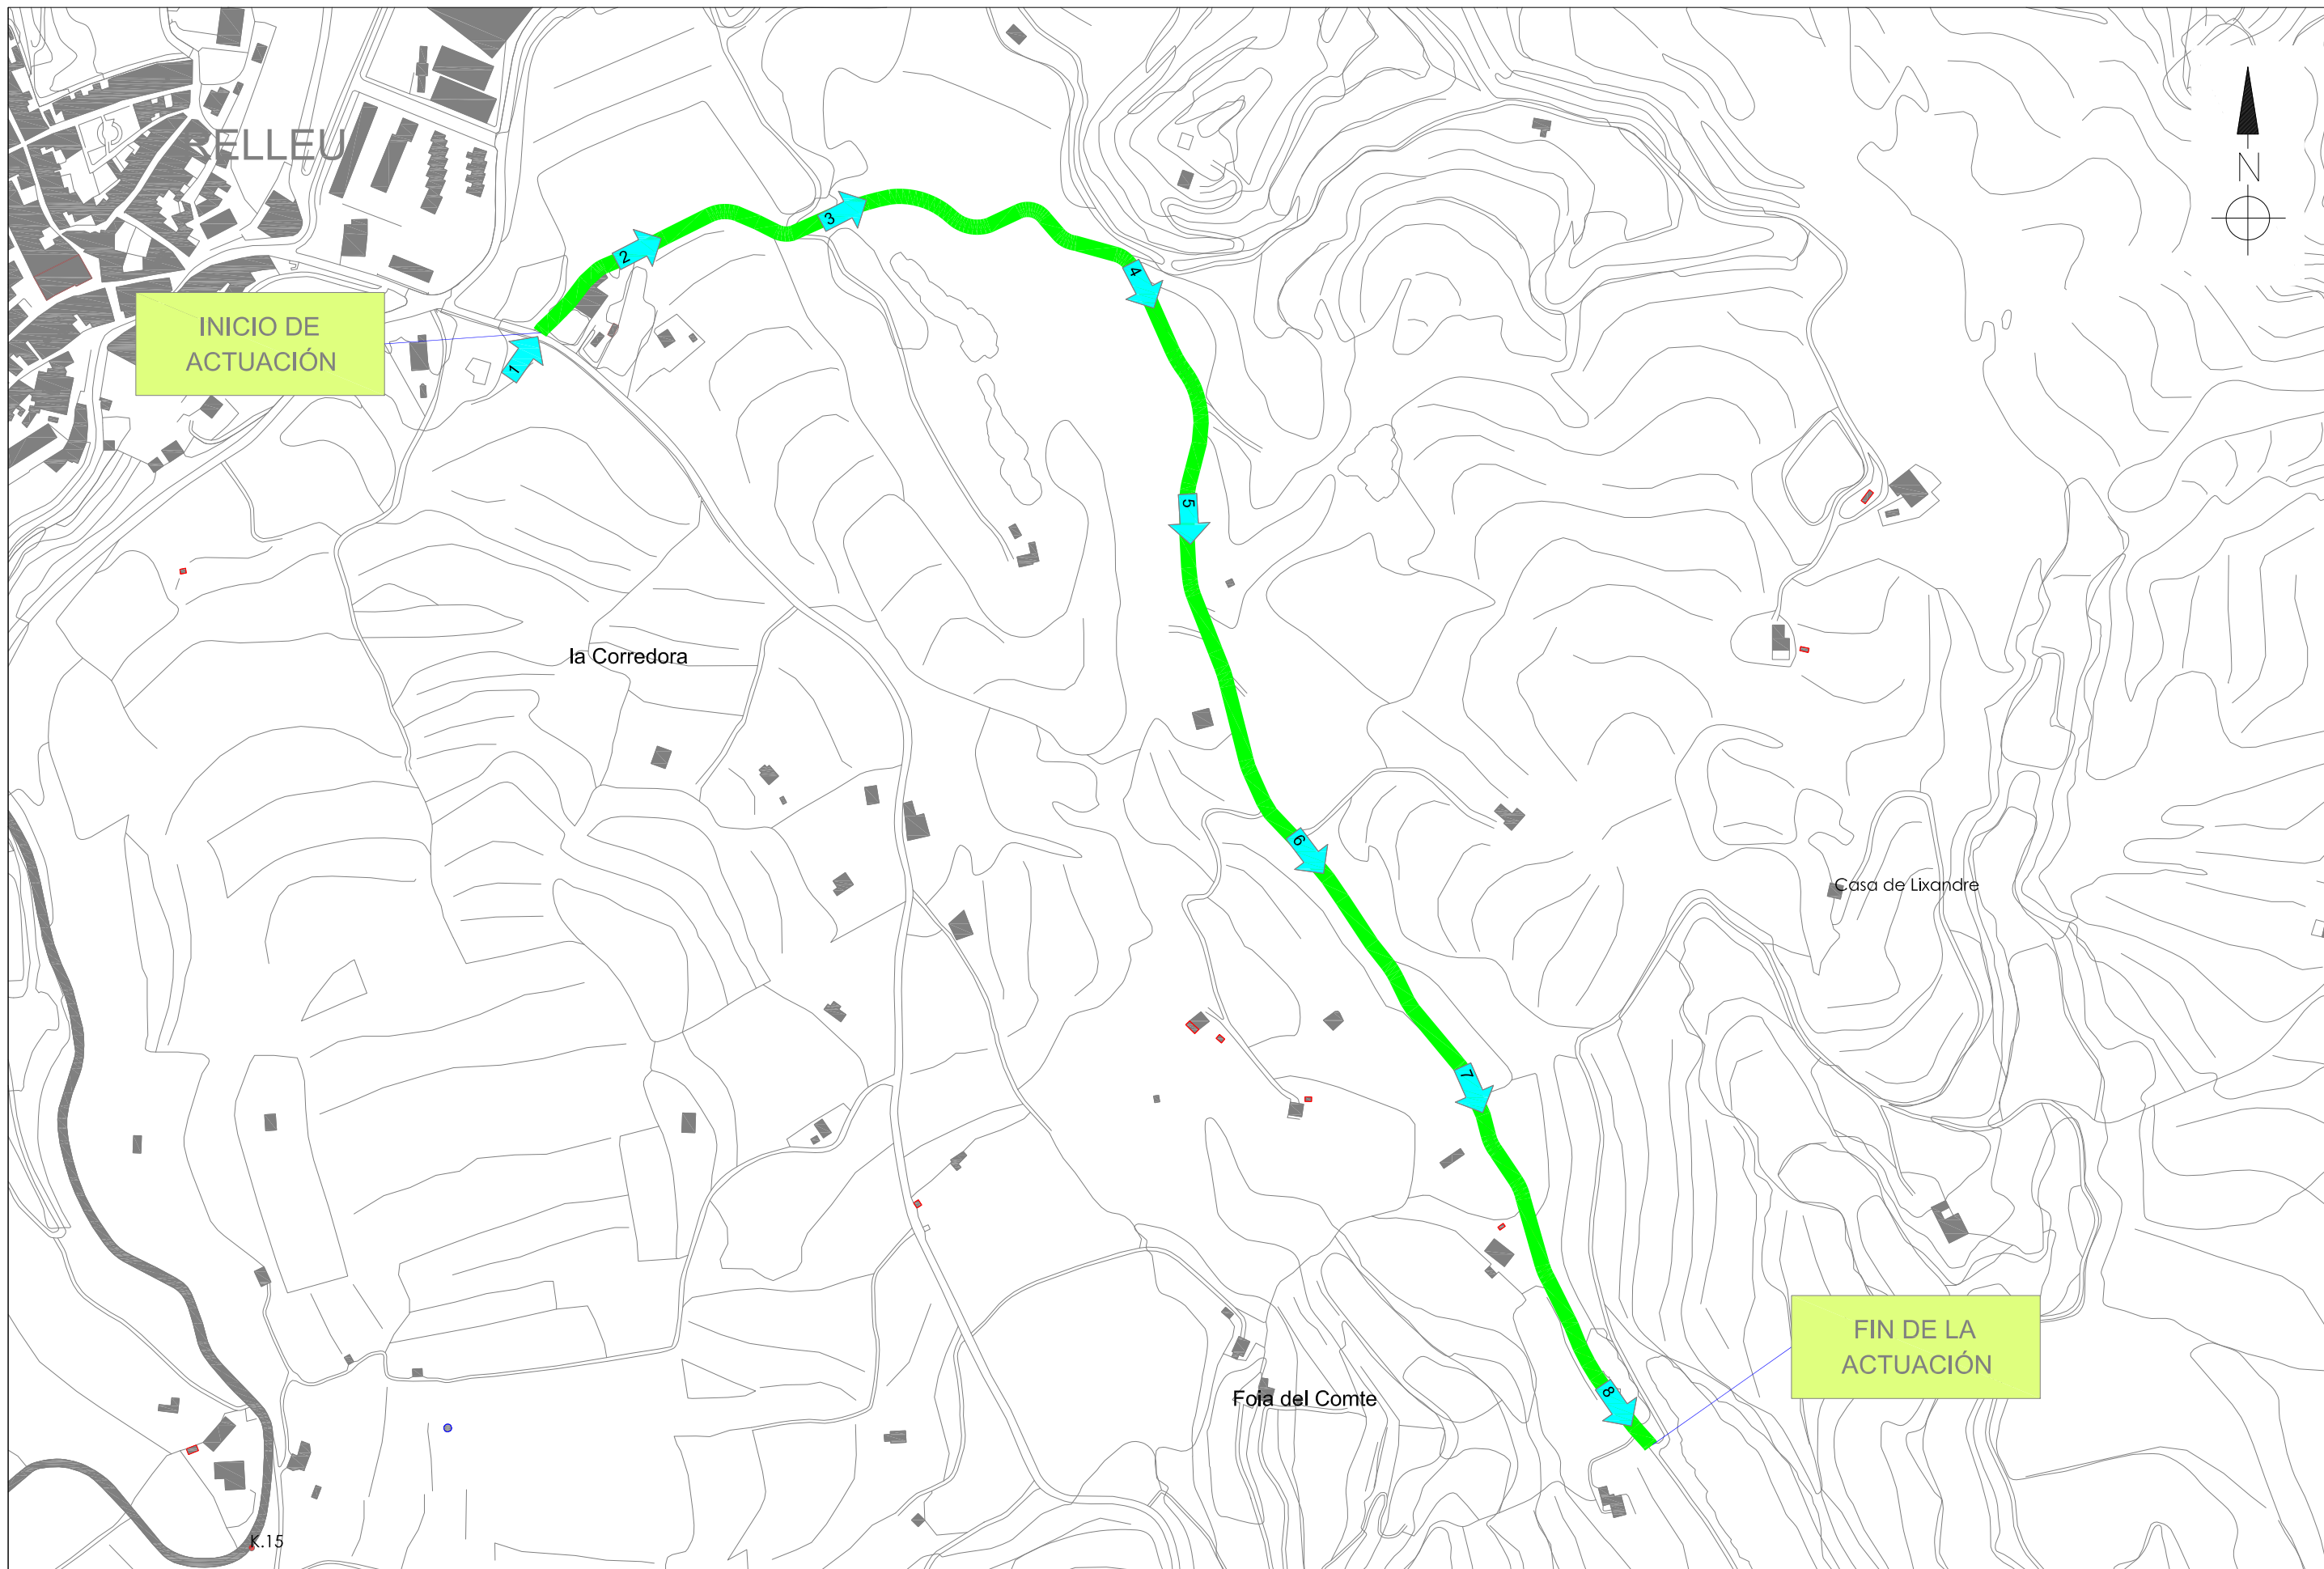 RELLEU
N
INICIO DE
ACTUACIÓN
1
2
3
4
5
6
7
8
la Corredora
Casa de Lixandre
FIN DE LA
ACTUACIÓN
Foia del Comte
K.15